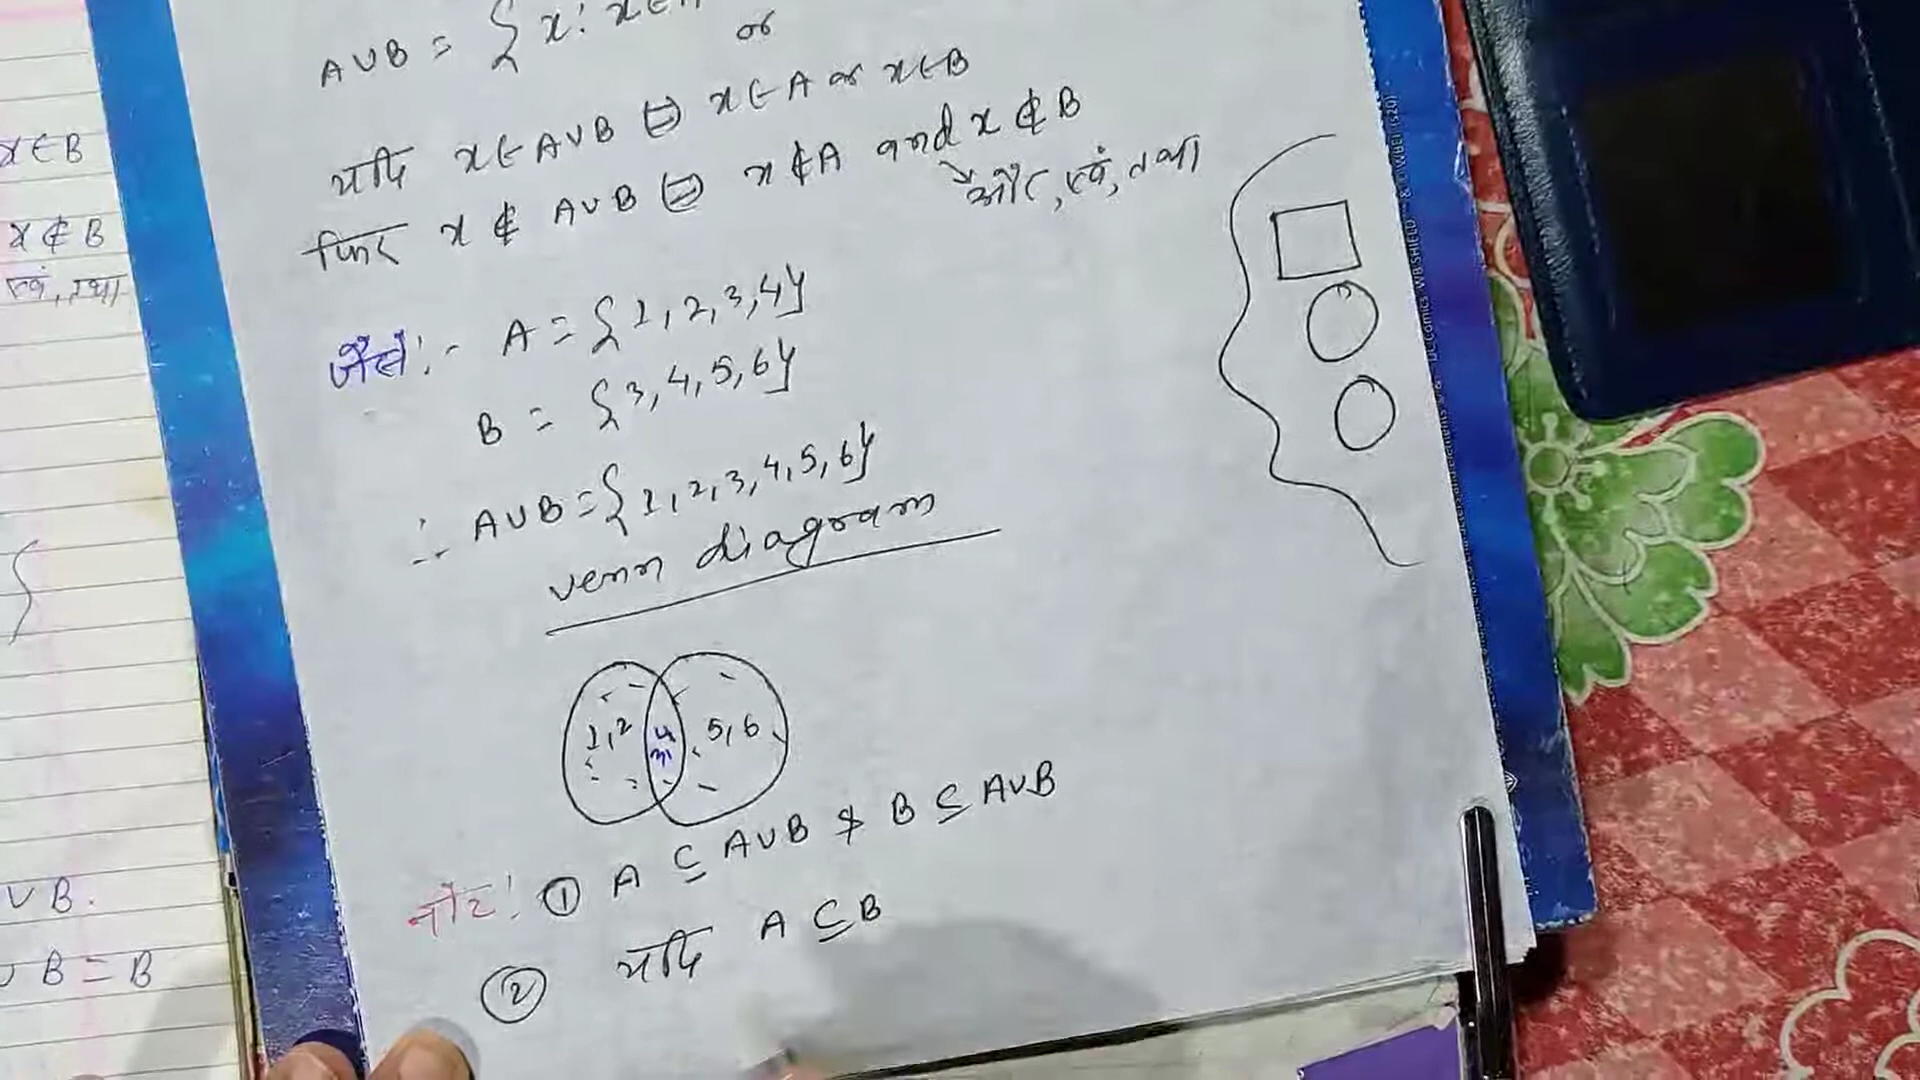 A∪B = { x : x ∈
or
यदि x ∈ A∪B ⇔ x ∈ A or x ∈ B
x ∉ A∪B ⇔ x ∉ A and x ∉ B
और, एवं, तथा
जैसे:- A = {1, 2, 3, 4}
B = {3, 4, 5, 6}
∴ A∪B = {1, 2, 3, 4, 5, 6}
venn diagram
1, 2 4 3 5, 6
नोट: ① A ⊆ A∪B & B ⊆ A∪B
② यदि A ⊆ B
x ∈ B
x ∉ B
एवं, तथा
∪ B.
∪ B = B